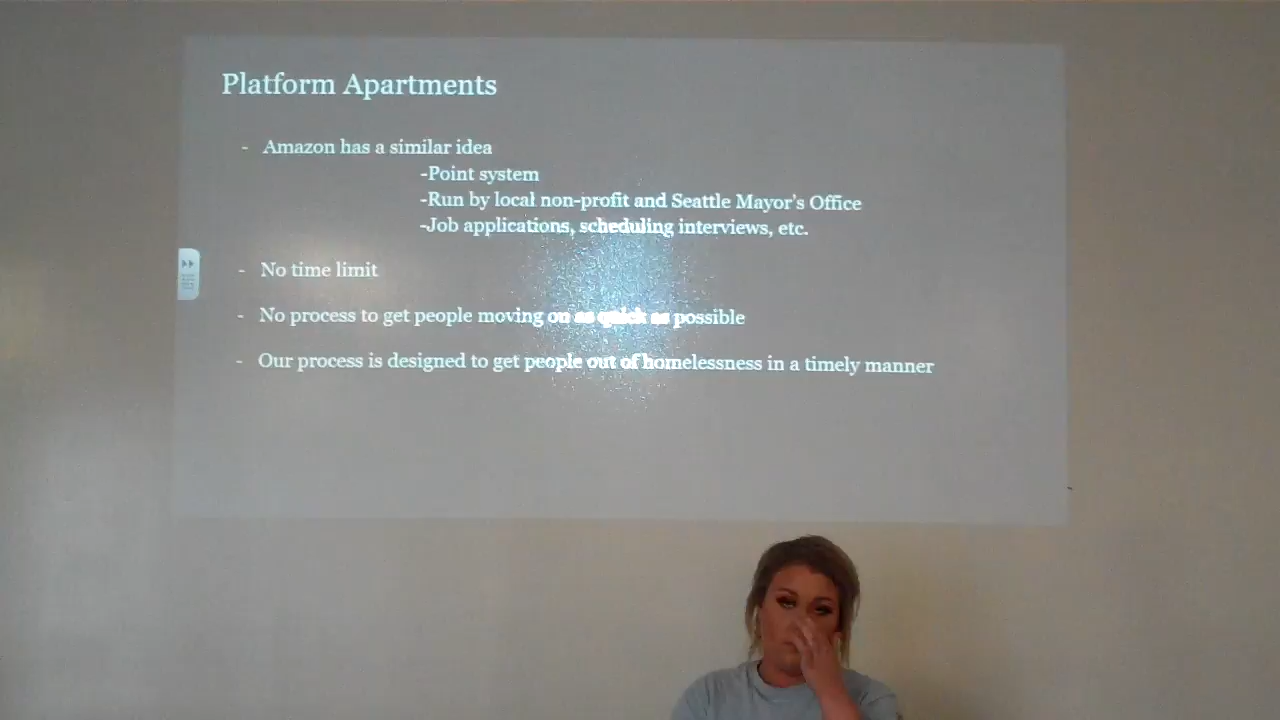 Platform Apartments
- Amazon has a similar idea
-Point system
-Run by local non-profit and Seattle Mayor's Office
-Job applications, scheduling interviews, etc.
- No time limit
- No process to get people moving on as quick as possible
- Our process is designed to get people out of homelessness in a timely manner